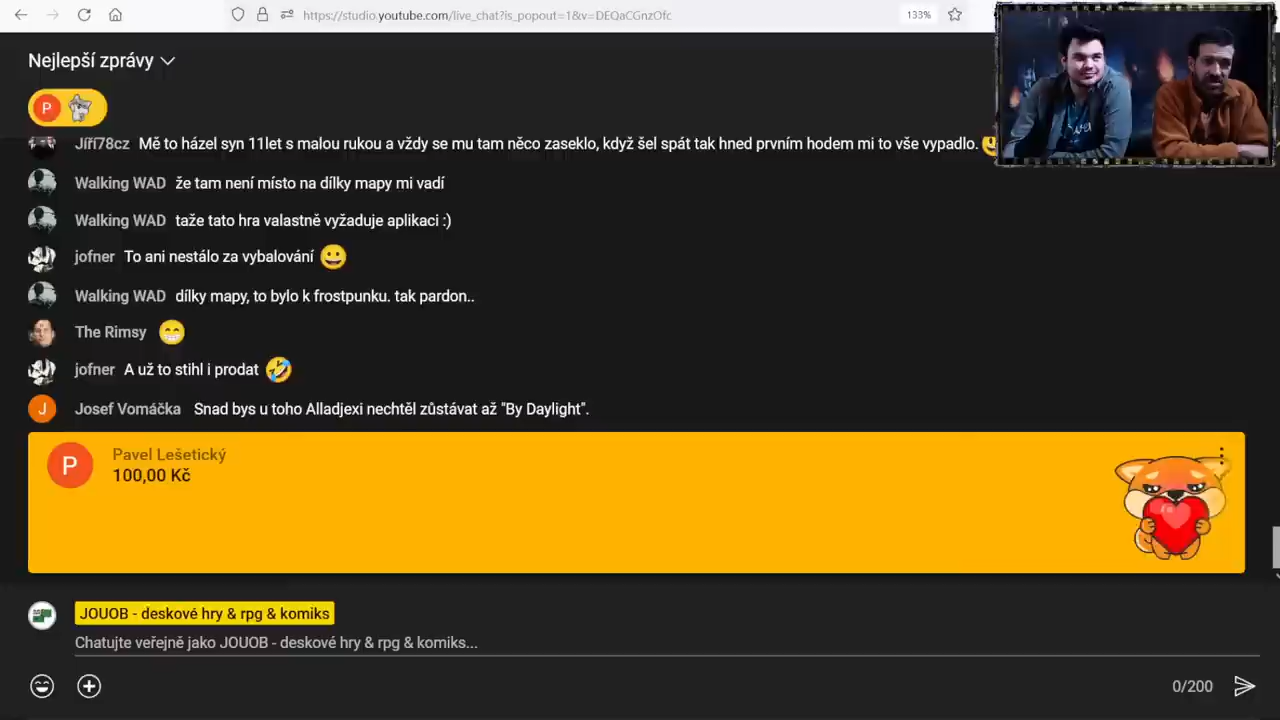 https://studio.youtube.com/live_chat?is_popout=1&v=DEQaCGnzOfc
133%
Nejlepší zprávy
P
Jiří78cz Mě to házel syn 11let s malou rukou a vždy se mu tam něco zaseklo, když šel spát tak hned prvním hodem mi to vše vypadlo.
Walking WAD že tam není místo na dílky mapy mi vadí
Walking WAD taže tato hra valastně vyžaduje aplikaci :)
jofner To ani nestálo za vybalování
Walking WAD dílky mapy, to bylo k frostpunku. tak pardon..
The Rimsy
jofner A už to stihl i prodat
J Josef Vomáčka Snad bys u toho Alladjexi nechtěl zůstávat až "By Daylight".
P Pavel Lešetický
100,00 Kč
JOUOB - deskové hry & rpg & komiks
Chatujte veřejně jako JOUOB - deskové hry & rpg & komiks...
0/200